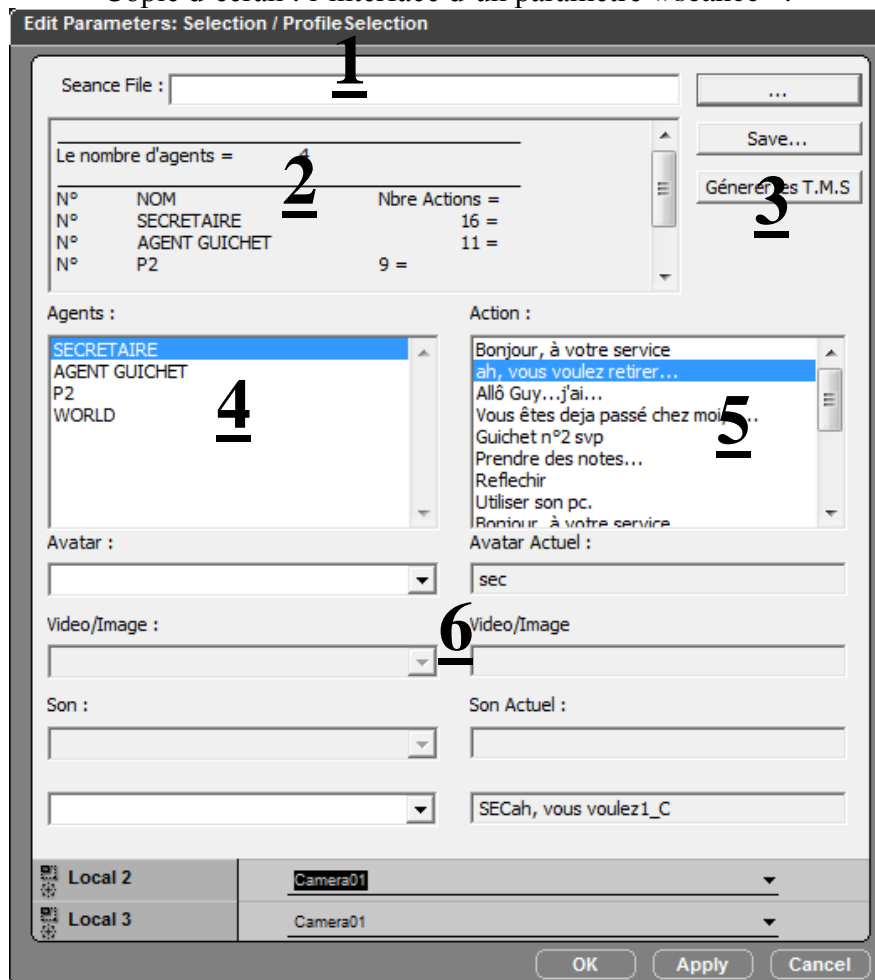 Copie d'écran : l'interface d'un paramètre « séance » .
Edit Parameters: Selection / ProfileSelection
1
Seance File :
...
Save...
Génerer les T.M.S
3
2
Le nombre d'agents = 4
N° NOM Nbre Actions =
N° SECRETAIRE 16 =
N° AGENT GUICHET 11 =
N° P2 9 =
Agents :
SECRETAIRE
AGENT GUICHET
P2
WORLD
4
Action :
Bonjour, à votre service
ah, vous voulez retirer...
Allô Guy...j'ai...
Vous êtes deja passé chez moi, ...
Guichet n°2 svp
Prendre des notes...
Reflechir
Utiliser son pc.
Bonjour, à votre service
5
Avatar :
Avatar Actuel :
sec
Video/Image :
6
Video/Image
Son :
Son Actuel :
SECah, vous voulez1_C
Local 2 Camera01
Local 3 Camera01
OK Apply Cancel